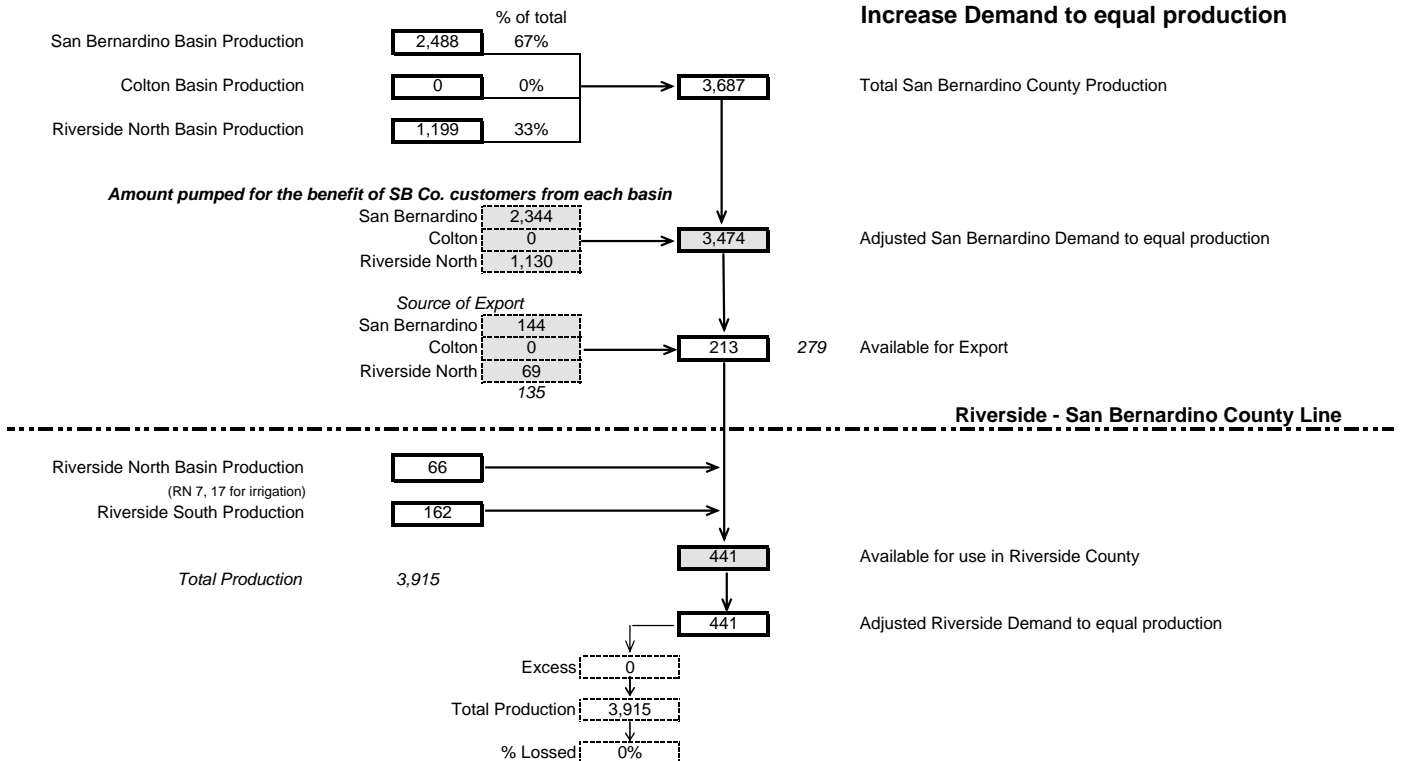 % of total
Increase Demand to equal production
San Bernardino Basin Production 2,488 67%
Colton Basin Production 0 0% 3,687 Total San Bernardino County Production
Riverside North Basin Production 1,199 33%
Amount pumped for the benefit of SB Co. customers from each basin
San Bernardino 2,344
Colton 0 3,474 Adjusted San Bernardino Demand to equal production
Riverside North 1,130
Source of Export
San Bernardino 144
Colton 0 213 279 Available for Export
Riverside North 69
135
Riverside - San Bernardino County Line
Riverside North Basin Production 66
(RN 7, 17 for irrigation)
Riverside South Production 162
441 Available for use in Riverside County
Total Production 3,915
441 Adjusted Riverside Demand to equal production
Excess 0
Total Production 3,915
% Lossed 0%